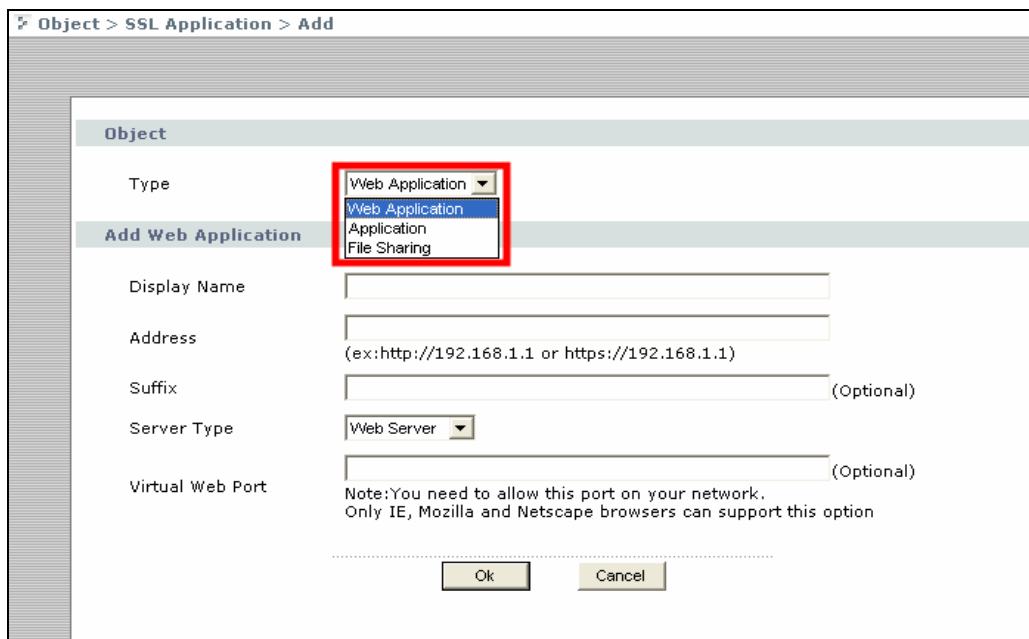 Object > SSL Application > Add
Object
Type
Web Application
Web Application
Application
File Sharing
Add Web Application
Display Name
Address
(ex:http://192.168.1.1 or https://192.168.1.1)
Suffix
(Optional)
Server Type
Web Server
Virtual Web Port
(Optional)
Note:You need to allow this port on your network.
Only IE, Mozilla and Netscape browsers can support this option
Ok
Cancel